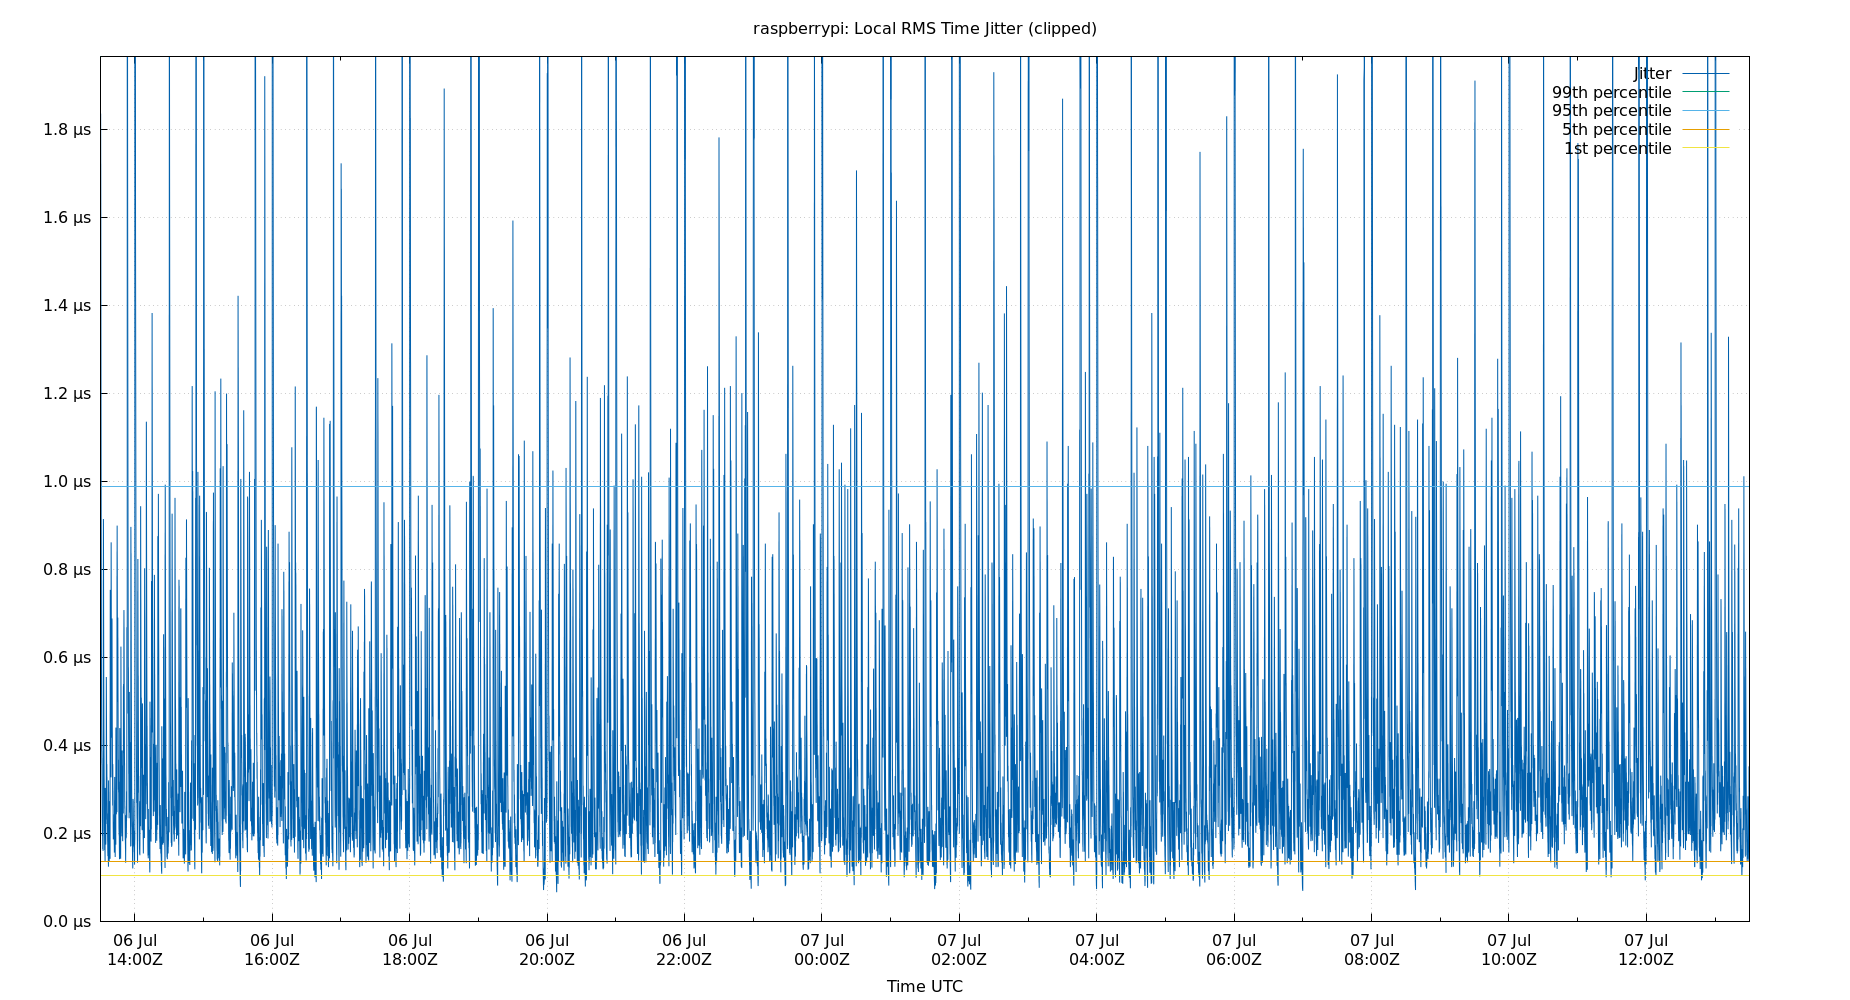 raspberrypi: Local RMS Time Jitter (clipped)
Jitter
99th percentile
95th percentile
5th percentile
1st percentile
1.8 µs
1.6 µs
1.4 µs
1.2 µs
1.0 µs
0.8 µs
0.6 µs
0.4 µs
0.2 µs
0.0 µs
06 Jul 06 Jul 06 Jul 06 Jul 06 Jul 07 Jul 07 Jul 07 Jul 07 Jul 07 Jul 07 Jul 07 Jul
14:00Z 16:00Z 18:00Z 20:00Z 22:00Z 00:00Z 02:00Z 04:00Z 06:00Z 08:00Z 10:00Z 12:00Z
Time UTC